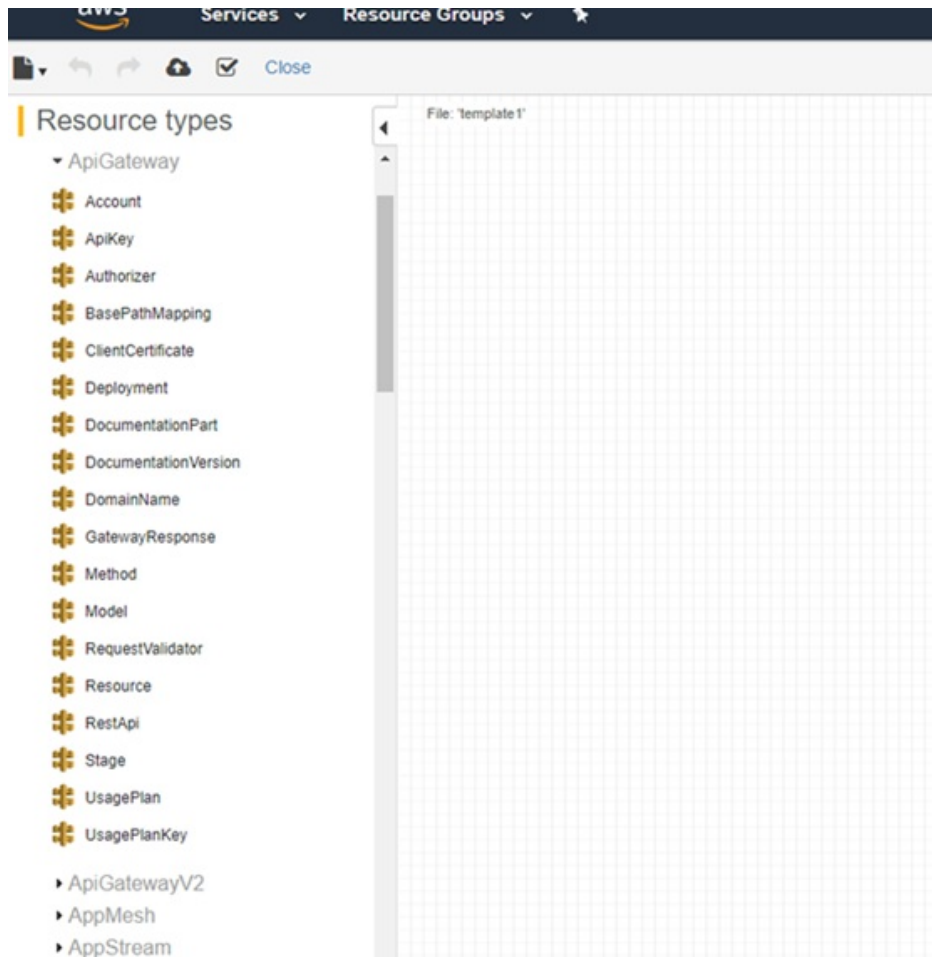 aws Services Resource Groups
Close
Resource types
File: 'template1'
ApiGateway
Account
ApiKey
Authorizer
BasePathMapping
ClientCertificate
Deployment
DocumentationPart
DocumentationVersion
DomainName
GatewayResponse
Method
Model
RequestValidator
Resource
RestApi
Stage
UsagePlan
UsagePlanKey
ApiGatewayV2
AppMesh
AppStream